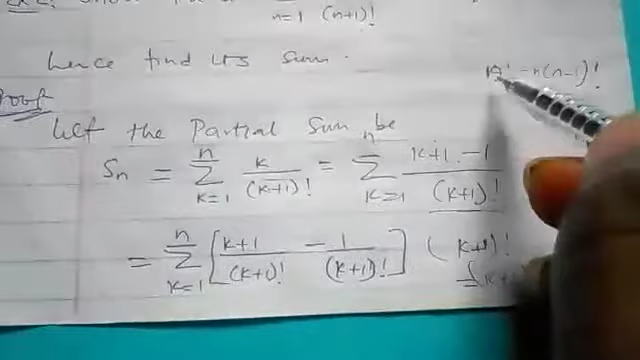 n=1 (n+1)!
hence find its sum.
n! = n(n-1)!
Proof
Let the Partial Sum be
Sn = n∑k=1 k/(k+1)! = n∑k=1 k+1-1/(k+1)!
= n∑k=1 [k+1/(k+1)! - 1/(k+1)!] (k+1)!